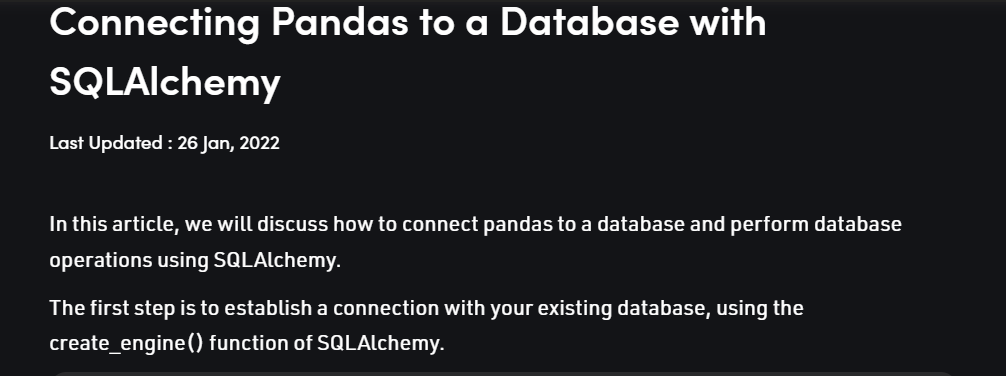 Connecting Pandas to a Database with
SQLAlchemy
Last Updated : 26 Jan, 2022
In this article, we will discuss how to connect pandas to a database and perform database
operations using SQLAlchemy.
The first step is to establish a connection with your existing database, using the
create_engine() function of SQLAlchemy.